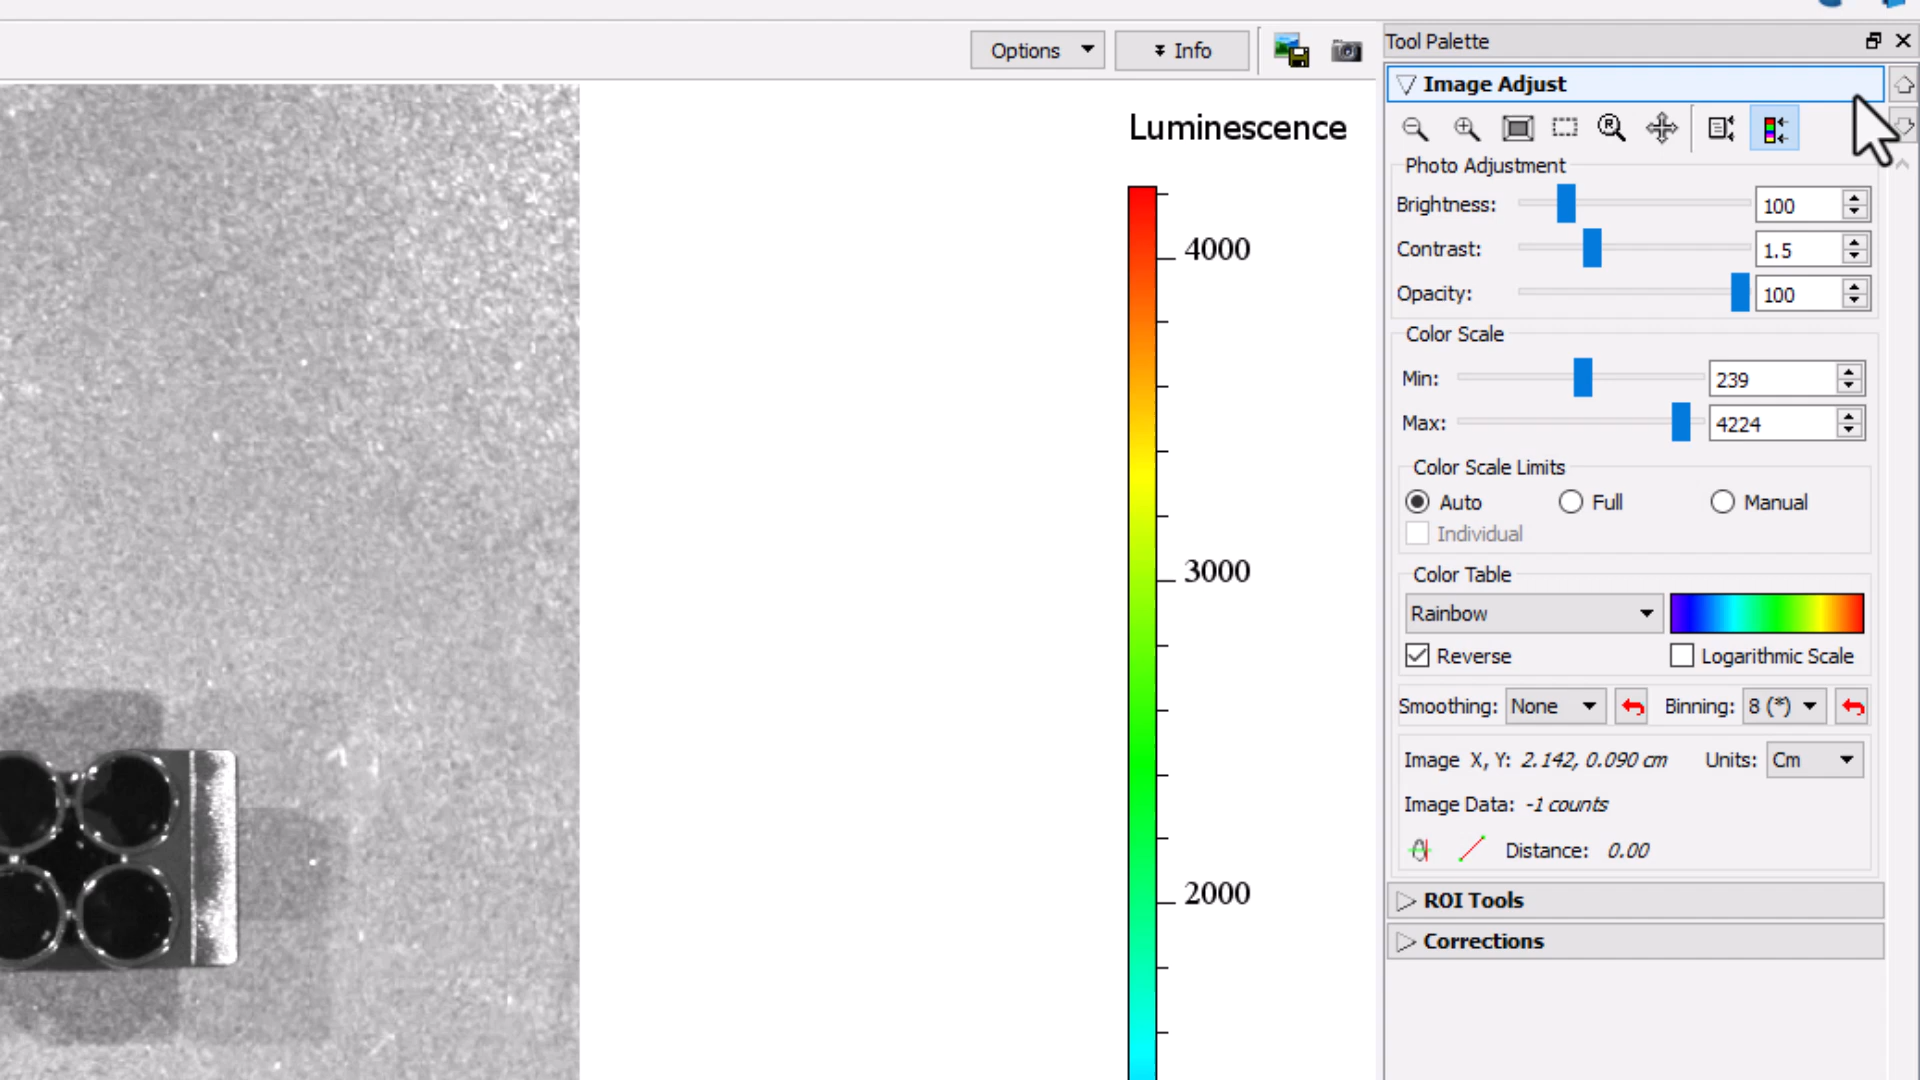 Options
Info
Tool Palette
Image Adjust
Luminescence
4000
3000
2000
Photo Adjustment
Brightness: 100
Contrast: 1.5
Opacity: 100
Color Scale
Min: 239
Max: 4224
Color Scale Limits
Auto Full Manual
Individual
Color Table
Rainbow
Reverse Logarithmic Scale
Smoothing: None Binning: 8 (*)
Image X, Y: 2.142, 0.090 cm Units: Cm
Image Data: -1 counts
Distance: 0.00
ROI Tools
Corrections